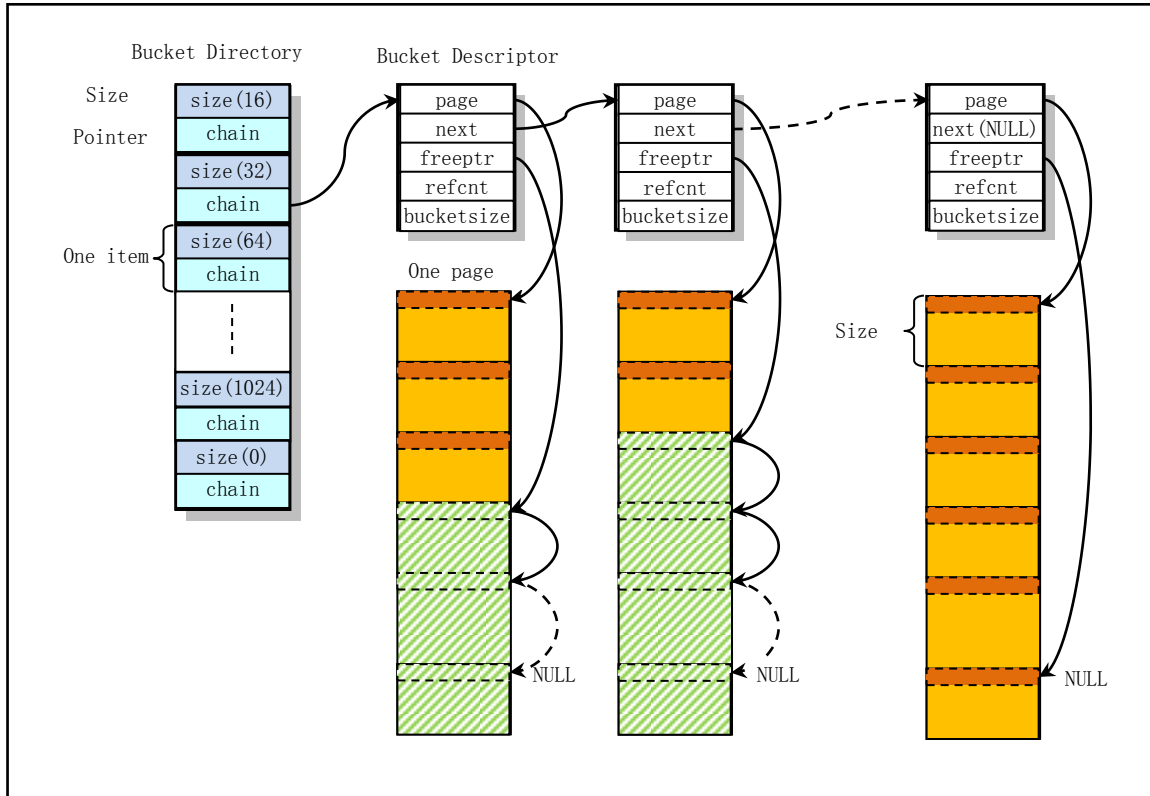 Bucket Directory
Size
size(16)
Pointer
chain
size(32)
chain
One item
size(64)
chain
size(1024)
chain
size(0)
chain
Bucket Descriptor
page
next
freeptr
refcnt
bucketsize
page
next
freeptr
refcnt
bucketsize
page
next(NULL)
freeptr
refcnt
bucketsize
One page
Size
NULL
NULL
NULL